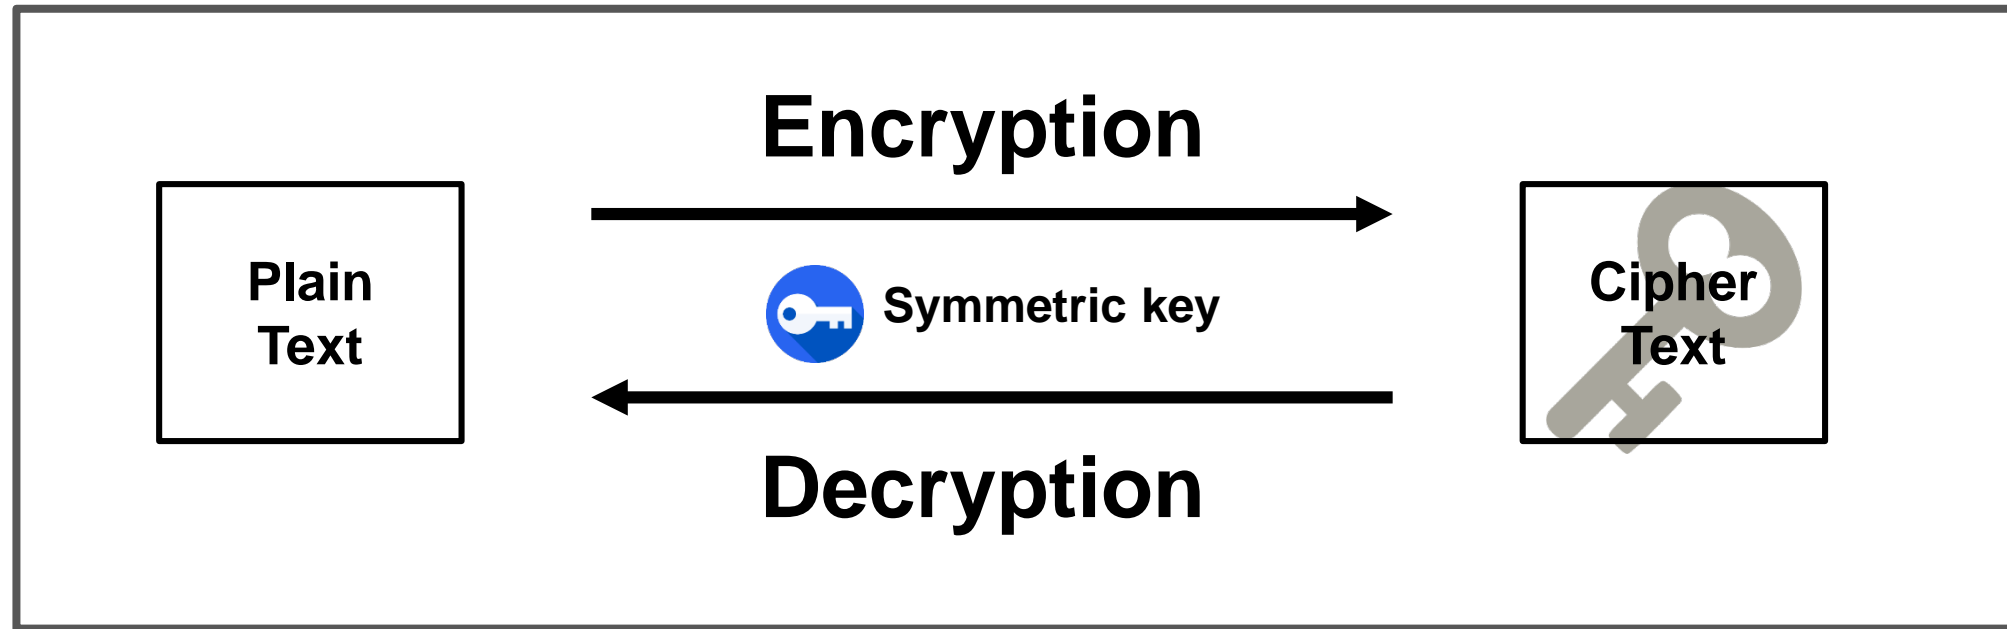 Encryption
Plain
Text
Symmetric key
Cipher
Text
Decryption